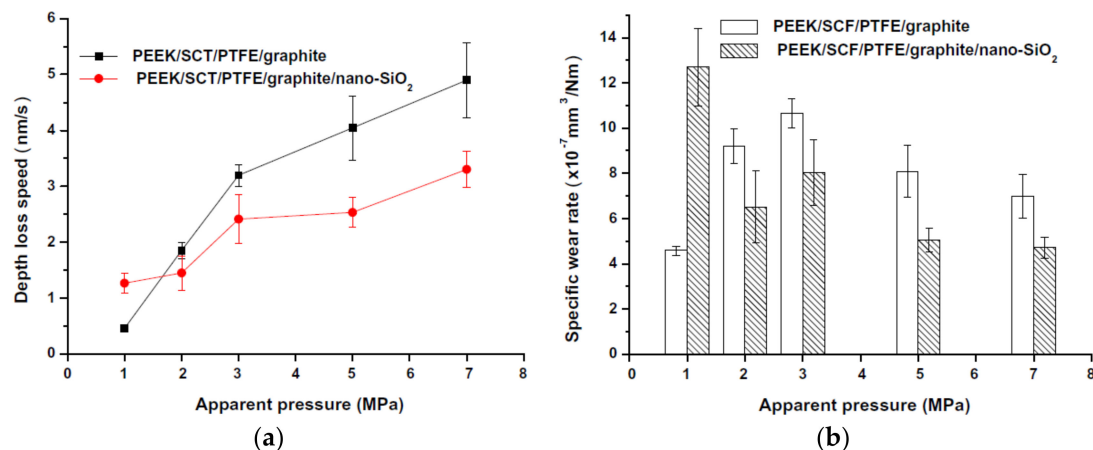 PEEK/SCT/PTFE/graphite
PEEK/SCT/PTFE/graphite/nano-SiO2
6
5
4
3
2
1
0
Depth loss speed (nm/s)
0 1 2 3 4 5 6 7 8
Apparent pressure (MPa)
(a)
PEEK/SCF/PTFE/graphite
PEEK/SCF/PTFE/graphite/nano-SiO2
14
12
10
8
6
4
2
0
Specific wear rate (x10-7mm3/Nm)
0 1 2 3 4 5 6 7 8
Apparent pressure (MPa)
(b)